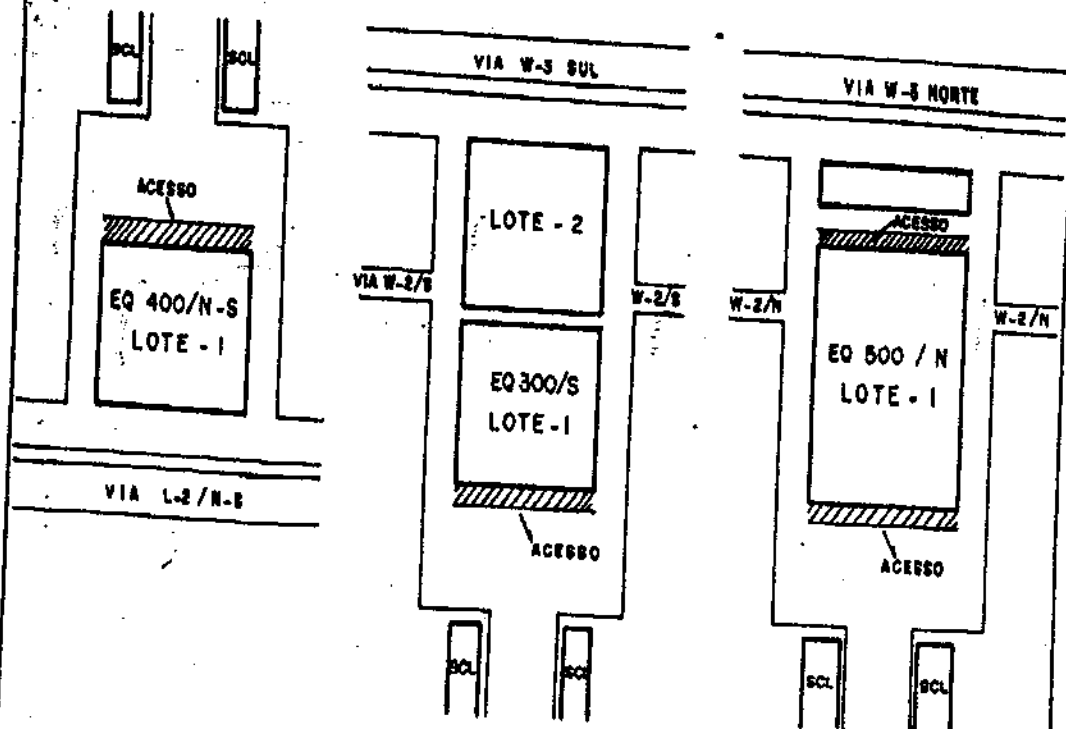 SCL
SCL
ACESSO
EQ 400/N-S
LOTE - 1
VIA L-2/N-S
VIA W-3 SUL
LOTE - 2
VIA W-2/S
W-2/S
EQ 300/S
LOTE - 1
ACESSO
SCL
SCL
VIA W-3 NORTE
ACESSO
W-2/N
W-2/N
EQ 500 / N
LOTE - 1
ACESSO
SCL
SCL